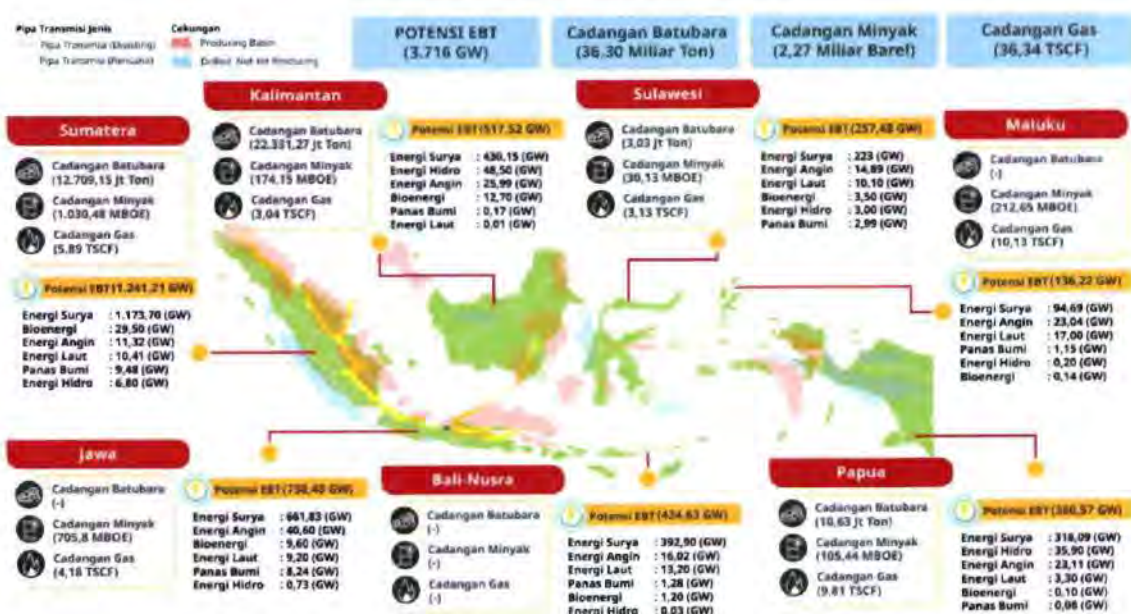 Pipa Transmisi Jenis
Pipa Transmisi (Existing)
Pipa Transmisi (Rencana)
Cekungan
Producing Basin
POTENSI EBT
(3.716 GW)
Cadangan Batubara
(36.30 Miliar Ton)
Cadangan Minyak
(2,27 Miliar Barel)
Cadangan Gas
(36,34 TSCF)
Sumatera
Cadangan Batubara
(12.709,15 Jt Ton)
Cadangan Minyak
(1.030,48 MBOE)
Cadangan Gas
(5.89 TSCF)
Potensi EBT (1.241,21 GW)
Energi Surya : 1.173,70 (GW)
Bioenergi : 29,50 (GW)
Energi Angin : 11,32 (GW)
Energi Laut : 10,41 (GW)
Panas Bumi : 9,48 (GW)
Energi Hidro : 6,80 (GW)
Kalimantan
Cadangan Batubara
(22.331,27 Jt Ton)
Cadangan Minyak
(174,15 MBOE)
Cadangan Gas
(3,04 TSCF)
Potensi EBT (517,52 GW)
Energi Surya : 430,15 (GW)
Energi Hidro : 48,50 (GW)
Energi Angin : 25,99 (GW)
Bioenergi : 12,70 (GW)
Panas Bumi : 0,17 (GW)
Energi Laut : 0,01 (GW)
Sulawesi
Cadangan Batubara
(3,03 Jt Ton)
Cadangan Minyak
(30,13 MBOE)
Cadangan Gas
(3,13 TSCF)
Potensi EBT (257,48 GW)
Energi Surya : 223 (GW)
Energi Angin : 14,89 (GW)
Energi Laut : 10,10 (GW)
Bioenergi : 3,50 (GW)
Energi Hidro : 3,00 (GW)
Panas Bumi : 2,99 (GW)
Maluku
Cadangan Batubara
(-)
Cadangan Minyak
(212,65 MBOE)
Cadangan Gas
(10,13 TSCF)
Potensi EBT (136,22 GW)
Energi Surya : 94,69 (GW)
Energi Angin : 23,04 (GW)
Energi Laut : 17,00 (GW)
Panas Bumi : 1,15 (GW)
Energi Hidro : 0,20 (GW)
Bioenergi : 0,14 (GW)
Jawa
Cadangan Batubara
(-)
Cadangan Minyak
(705,8 MBOE)
Cadangan Gas
(4,18 TSCF)
Potensi EBT
Energi Surya : 661,83 (GW)
Energi Angin : 40,60 (GW)
Bioenergi : 9,60 (GW)
Energi Laut : 9,20 (GW)
Panas Bumi : 8,24 (GW)
Energi Hidro : 0,73 (GW)
Bali-Nusra
Cadangan Batubara
(-)
Cadangan Minyak
(-)
Cadangan Gas
(-)
Potensi EBT (424,63 GW)
Energi Surya : 392,90 (GW)
Energi Angin : 16,02 (GW)
Energi Laut : 13,20 (GW)
Panas Bumi : 1,28 (GW)
Bioenergi : 1,20 (GW)
Energi Hidro : 0,03 (GW)
Papua
Cadangan Batubara
(10,63 Jt Ton)
Cadangan Minyak
(105,44 MBOE)
Cadangan Gas
(9.81 TSCF)
Potensi EBT (380,57 GW)
Energi Surya : 318,09 (GW)
Energi Hidro : 35,90 (GW)
Energi Angin : 23,11 (GW)
Energi Laut : 3,30 (GW)
Bioenergi : 0,10 (GW)
Panas Bumi